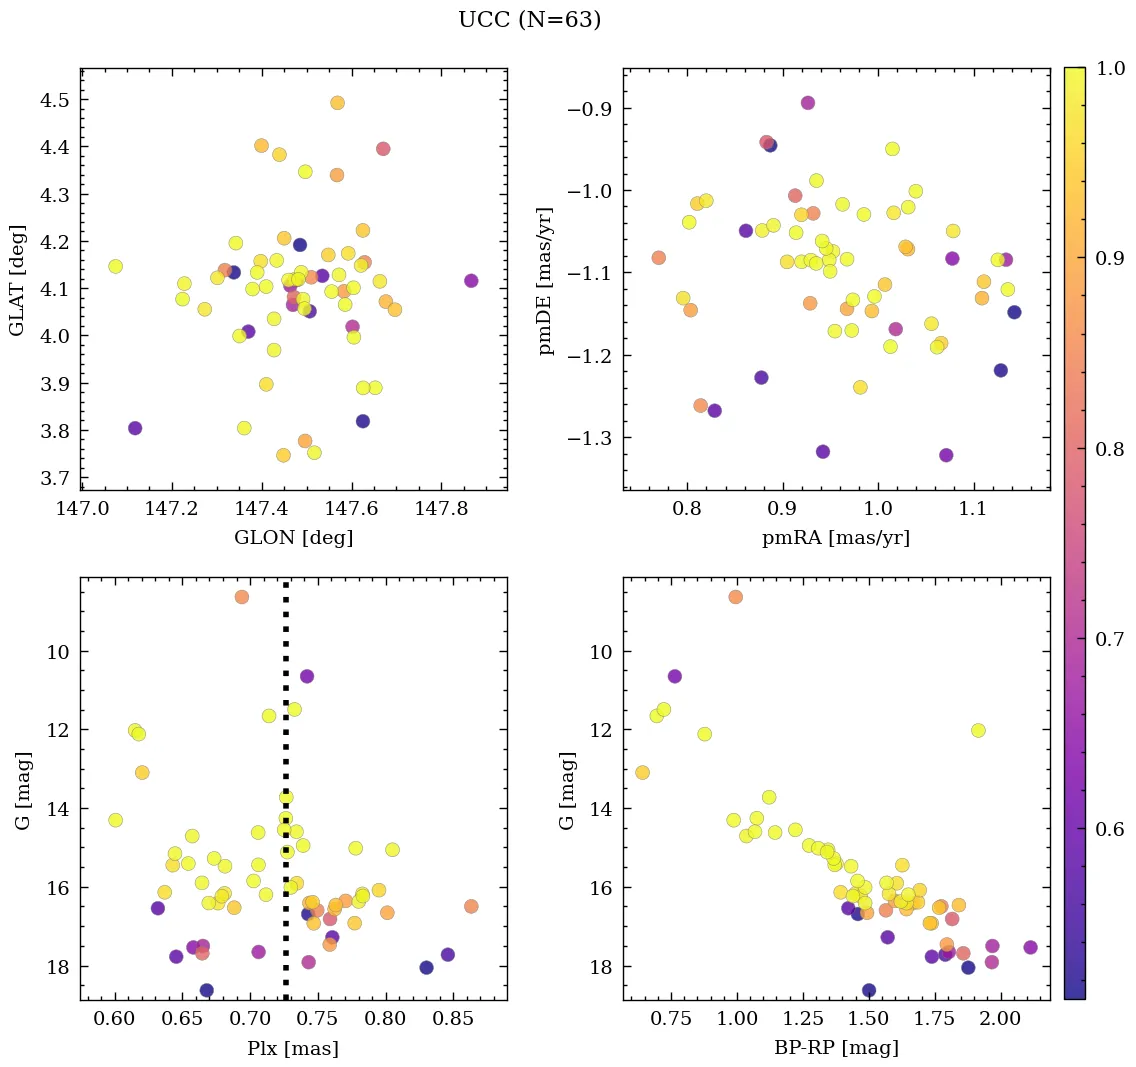 UCC (N=63)
4.5
4.4
4.3
4.2
4.1
4.0
3.9
3.8
3.7
GLAT [deg]
147.0 147.2 147.4 147.6 147.8
GLON [deg]
−0.9
−1.0
−1.1
−1.2
−1.3
pmDE [mas/yr]
0.8 0.9 1.0 1.1
pmRA [mas/yr]
10
12
14
16
18
G [mag]
0.60 0.65 0.70 0.75 0.80 0.85
Plx [mas]
10
12
14
16
18
G [mag]
0.75 1.00 1.25 1.50 1.75 2.00
BP-RP [mag]
1.0
0.9
0.8
0.7
0.6